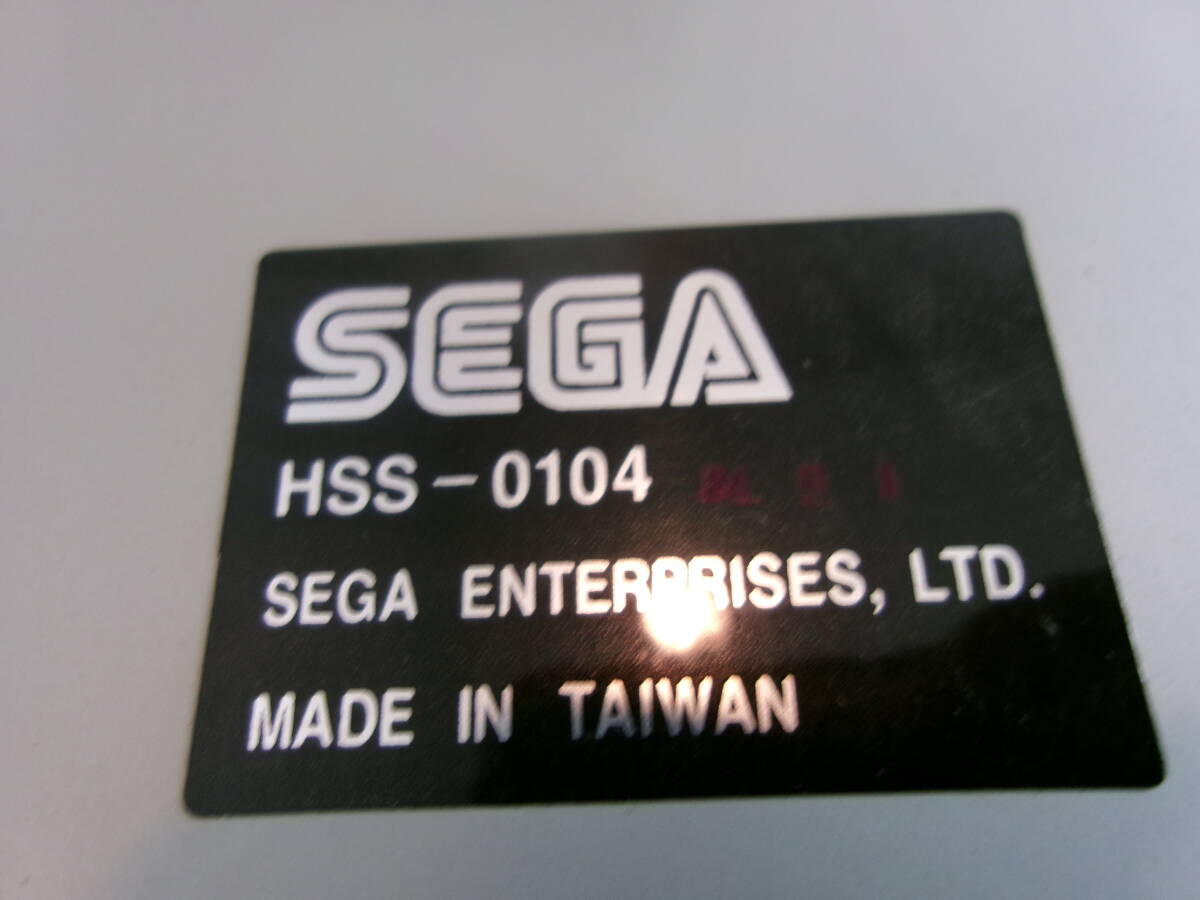 SEGA
HSS-0104
SEGA ENTERPRISES, LTD.
MADE IN TAIWAN